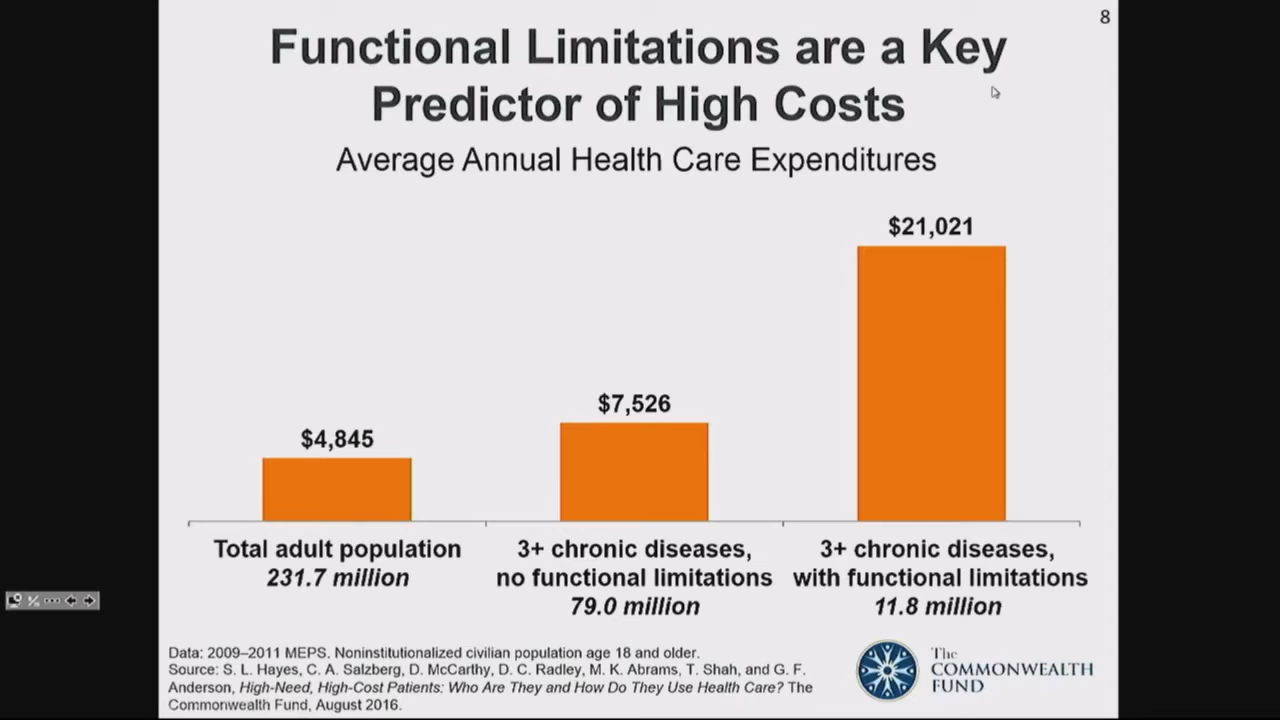 8
Functional Limitations are a Key
Predictor of High Costs
Average Annual Health Care Expenditures
$21,021
$7,526
$4,845
Total adult population
231.7 million
3+ chronic diseases,
no functional limitations
79.0 million
3+ chronic diseases,
with functional limitations
11.8 million
Data: 2009–2011 MEPS. Noninstitutionalized civilian population age 18 and older.
Source: S. L. Hayes, C. A. Salzberg, D. McCarthy, D. C. Radley, M. K. Abrams, T. Shah, and G. F.
Anderson, High-Need, High-Cost Patients: Who Are They and How Do They Use Health Care? The
Commonwealth Fund, August 2016.
The
COMMONWEALTH
FUND